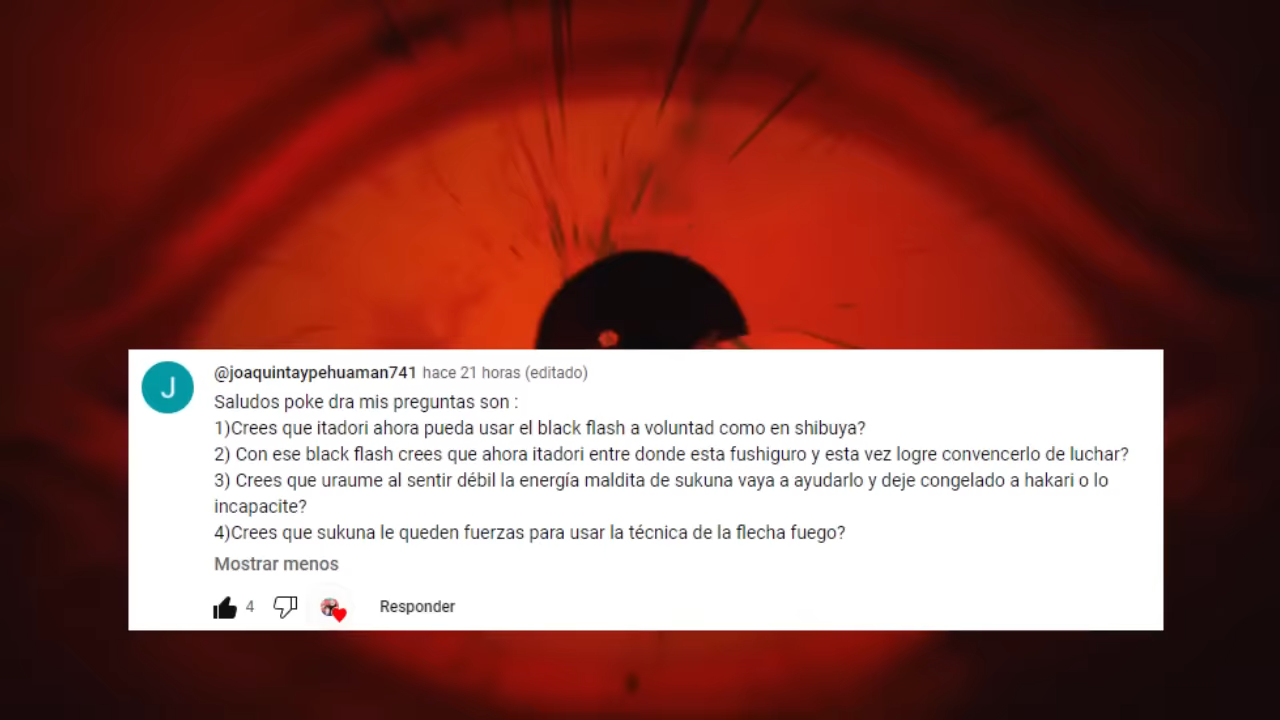 J
@joaquintaypehuaman741 hace 21 horas (editado)
Saludos poke dra mis preguntas son :
1)Crees que itadori ahora pueda usar el black flash a voluntad como en shibuya?
2) Con ese black flash crees que ahora itadori entre donde esta fushiguro y esta vez logre convencerlo de luchar?
3) Crees que uraume al sentir débil la energía maldita de sukuna vaya a ayudarlo y deje congelado a hakari o lo
incapacite?
4)Crees que sukuna le queden fuerzas para usar la técnica de la flecha fuego?
Mostrar menos
4 Responder